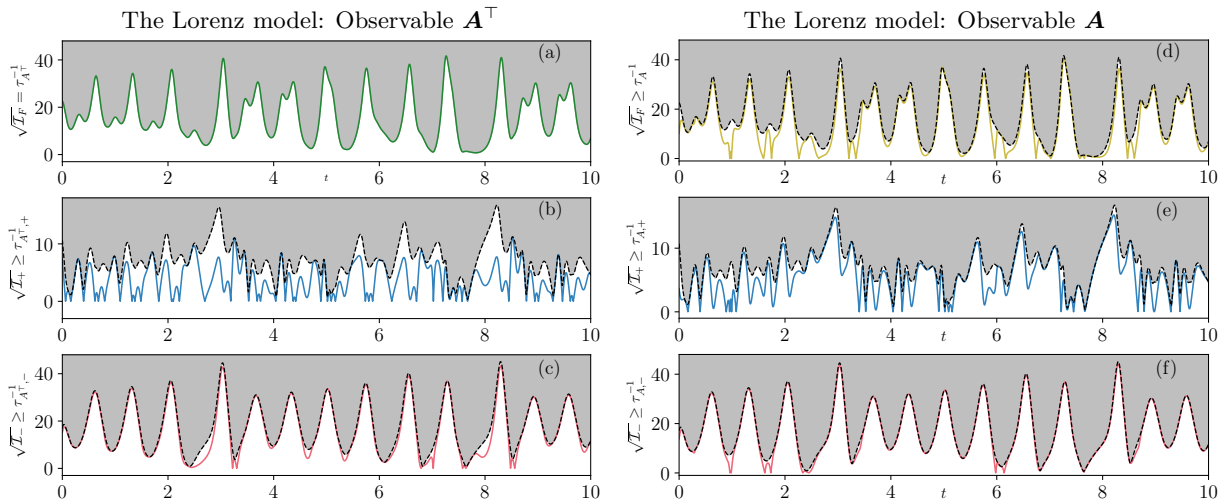 The Lorenz model: Observable A⊤
The Lorenz model: Observable A
√I_F = τ_{A⊤}^{-1}
40
20
0
(a)
0 2 4 6 8 10
t
√I_F ≥ τ_A^{-1}
40
20
0
(d)
0 2 4 6 8 10
t
√I_+ ≥ τ_{A⊤,+}^{-1}
10
0
(b)
0 2 4 6 8 10
√I_+ ≥ τ_{A,+}^{-1}
10
0
(e)
0 2 4 6 8 10
t
√I_− ≥ τ_{A⊤,−}^{-1}
40
20
0
(c)
0 2 4 6 8 10
√I_− ≥ τ_{A,−}^{-1}
40
20
0
(f)
0 2 4 6 8 10
t